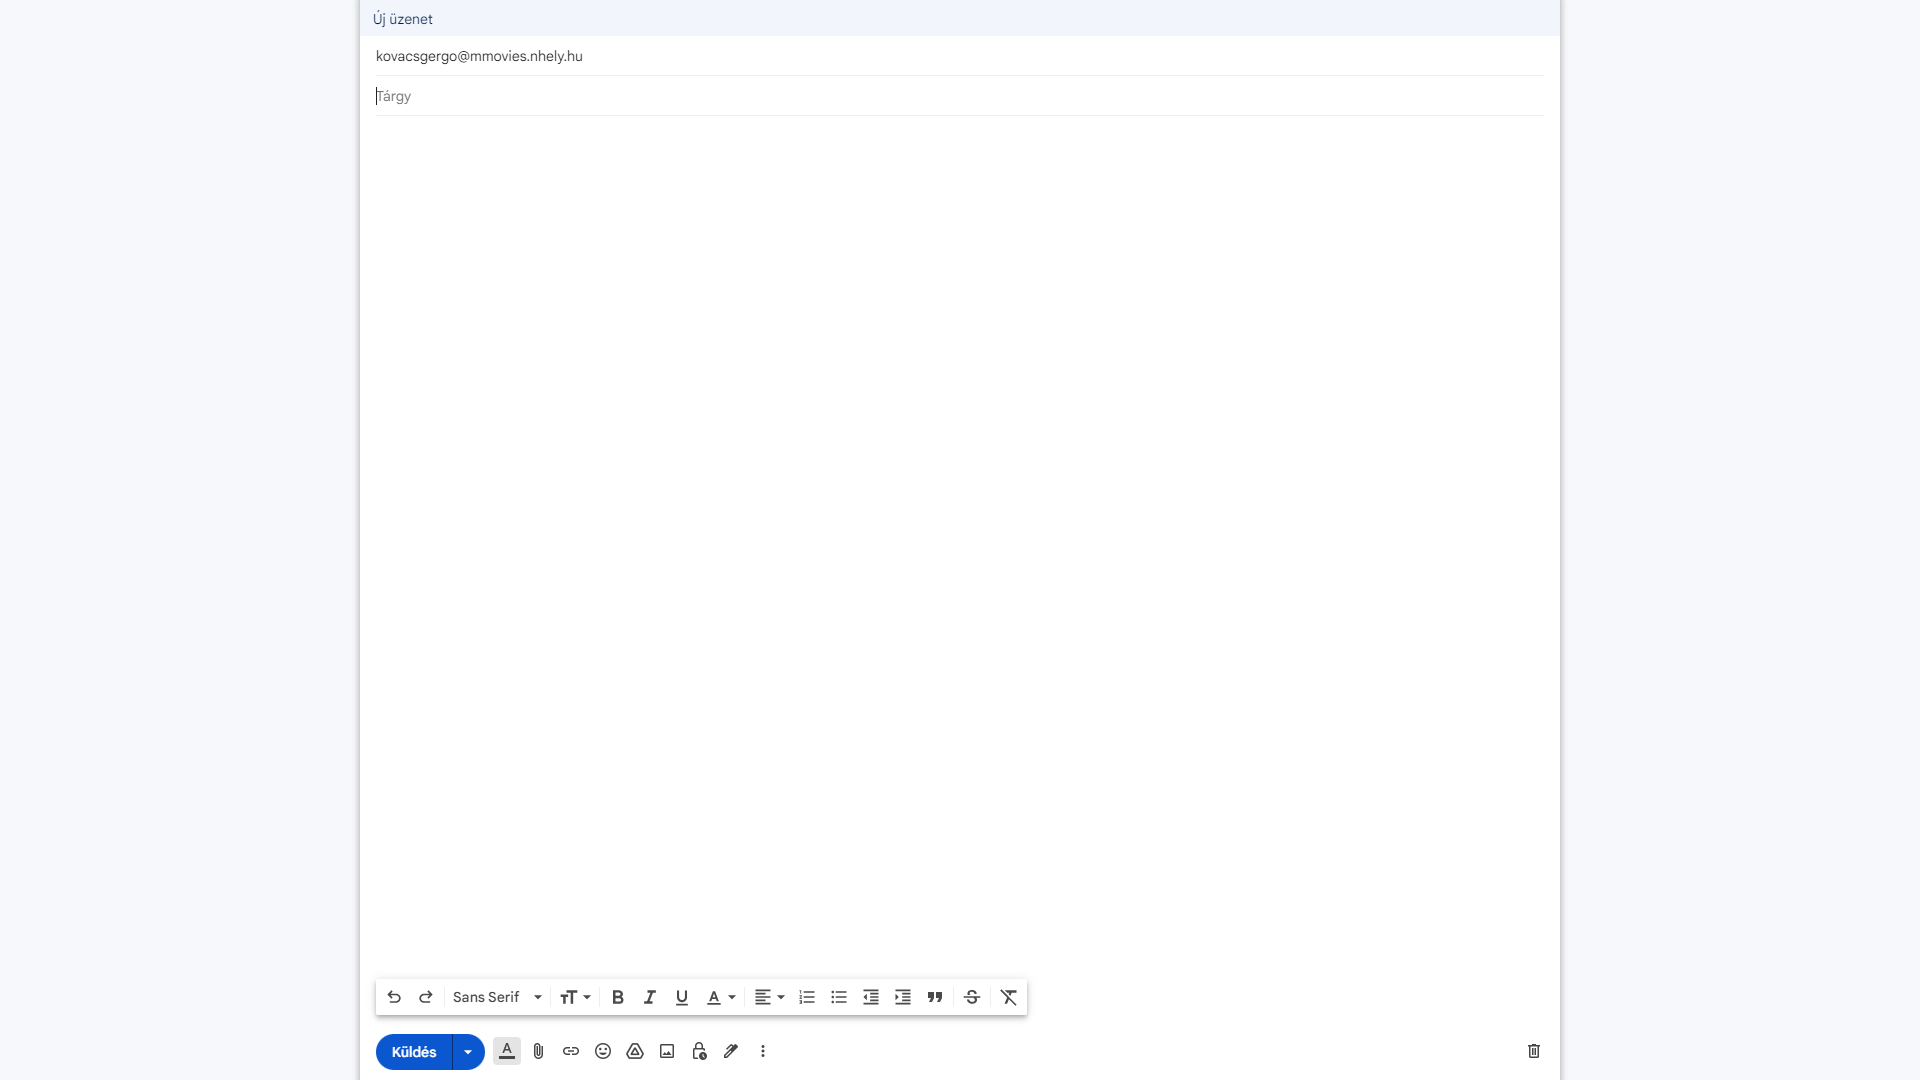 Új üzenet
kovacsgergo@mmovies.nhely.hu
Tárgy
Sans Serif
Küldés